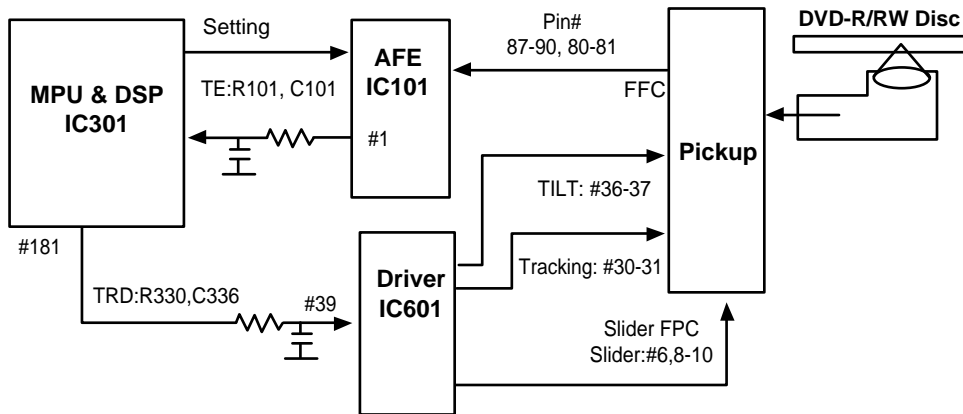 Setting
Pin#
87-90, 80-81
DVD-R/RW Disc
AFE
IC101
TE:R101, C101
FFC
MPU & DSP
IC301
#1
Pickup
TILT: #36-37
#181
Driver
IC601
Tracking: #30-31
TRD:R330,C336
#39
Slider FPC
Slider:#6,8-10